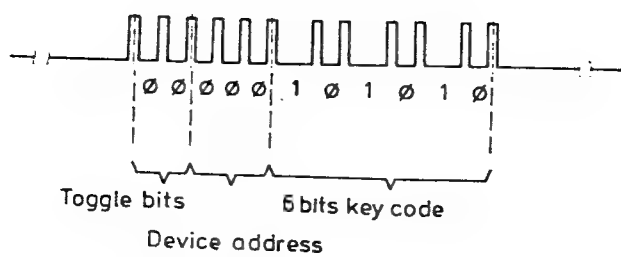 Ø Ø Ø Ø Ø 1 Ø 1 Ø 1 Ø
Toggle bits 6 bits key code
Device address